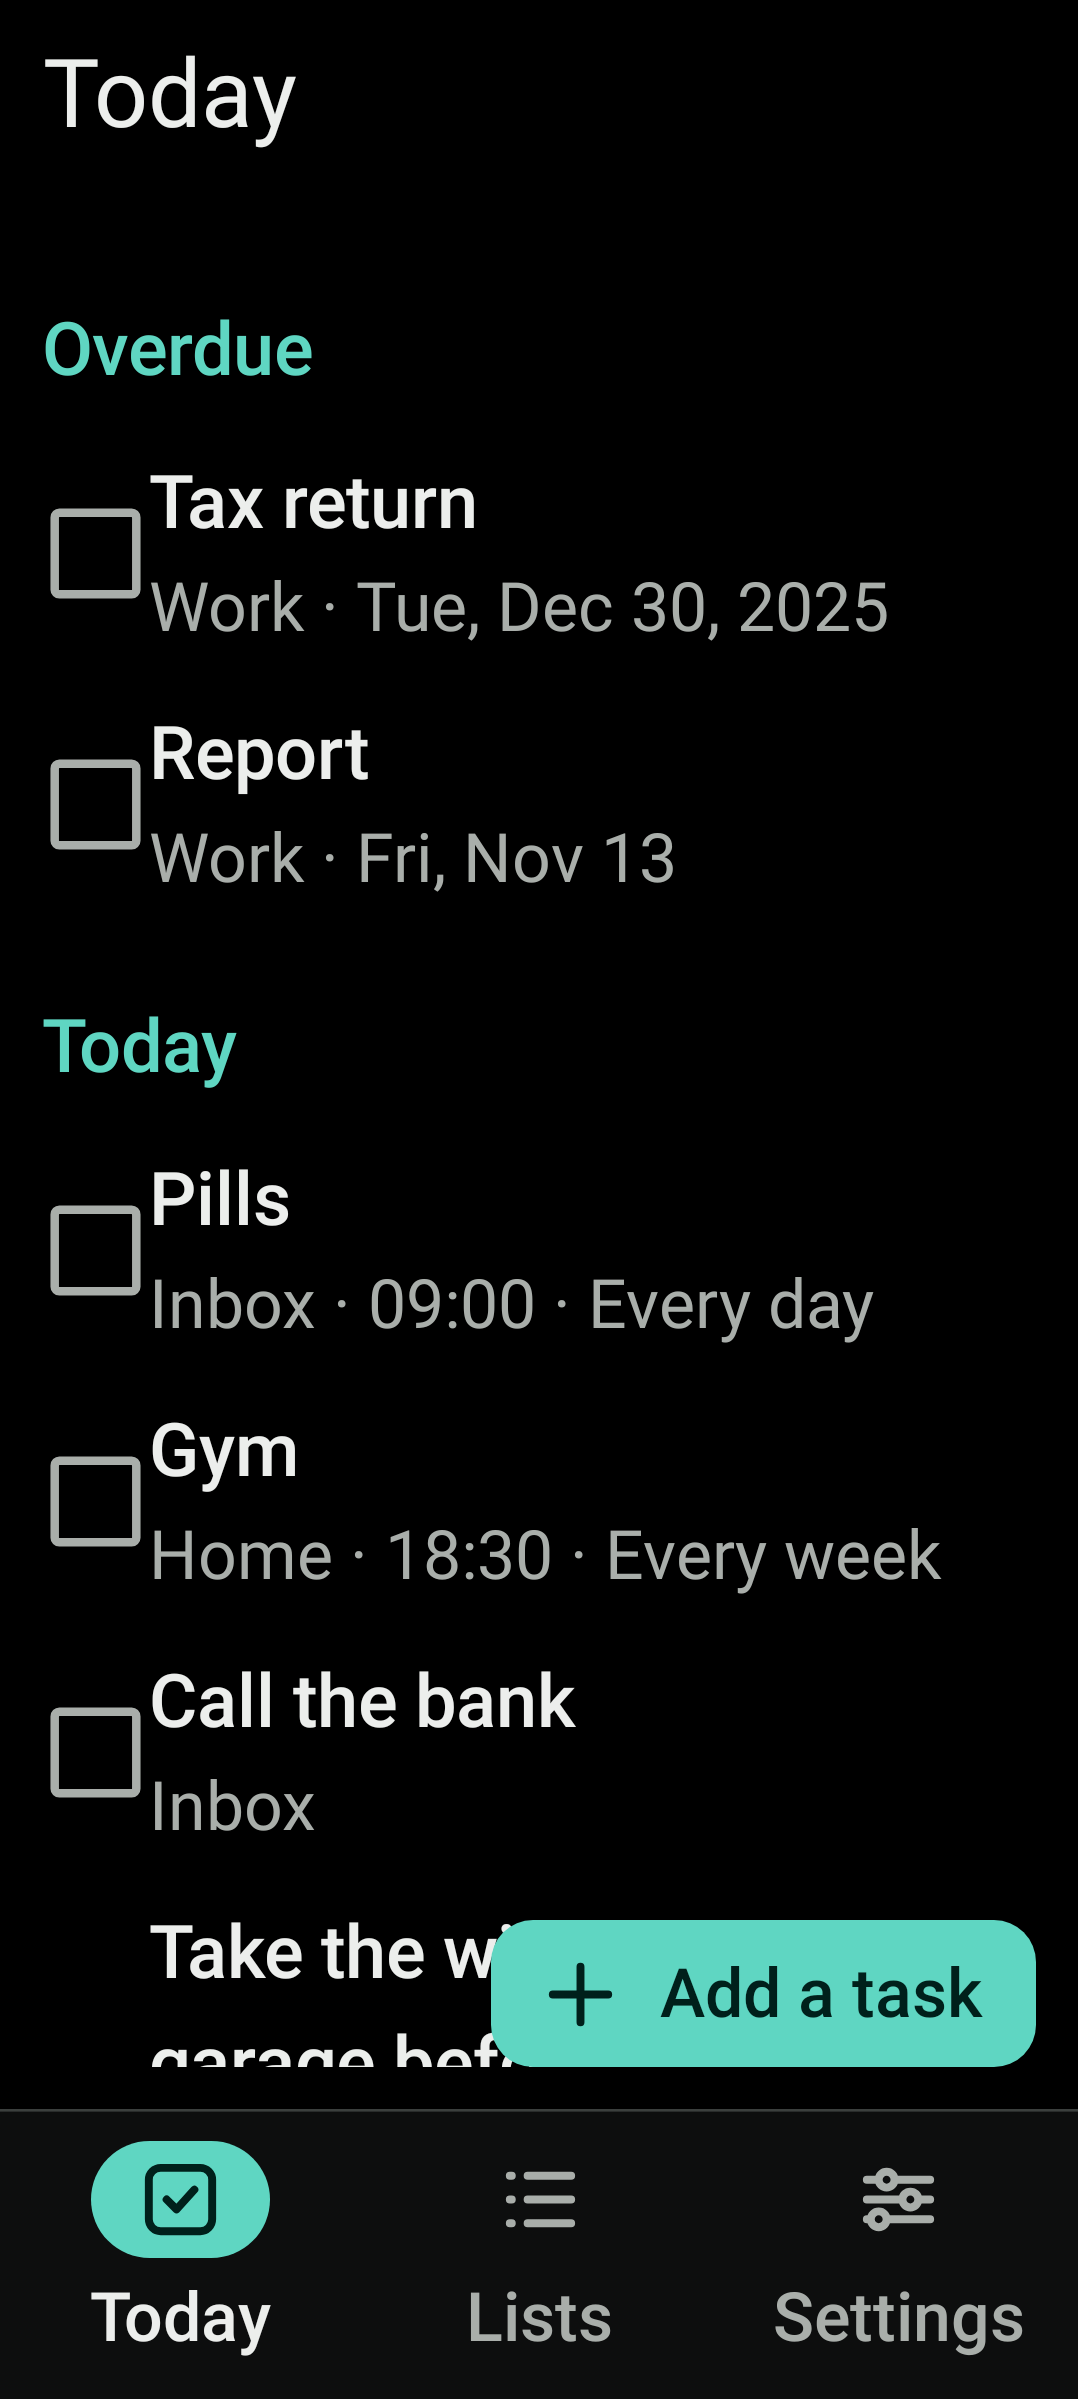 Today
Overdue
Tax return
Work · Tue, Dec 30, 2025
Report
Work · Fri, Nov 13
Today
Pills
Inbox · 09:00 · Every day
Gym
Home · 18:30 · Every week
Call the bank
Inbox
Take the
garage
Add a task
Today
Lists
Settings